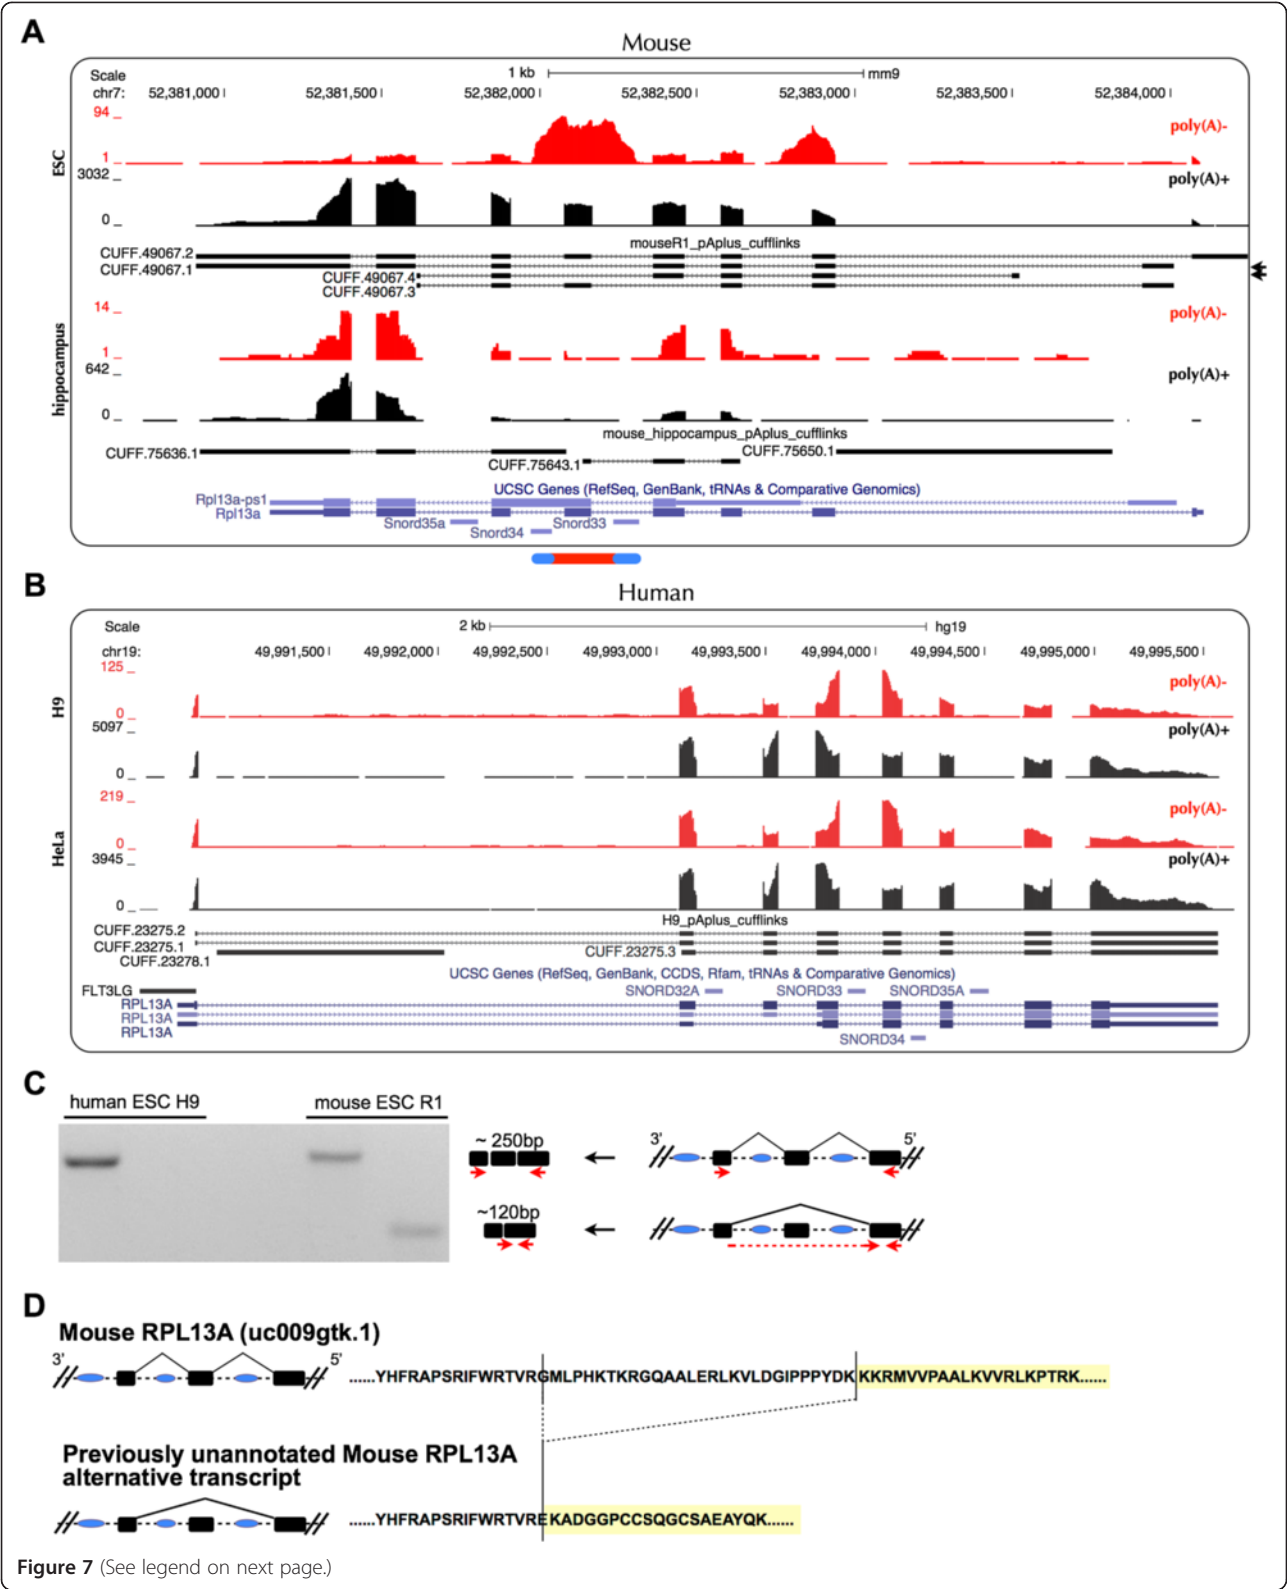 A
Mouse
Scale
1 kb
mm9
chr7:
52,381,000
52,381,500
52,382,000
52,382,500
52,383,000
52,383,500
52,384,000
ESC
94
1
poly(A)-
3032
0
poly(A)+
mouseR1_pAplus_cufflinks
CUFF.49067.2
CUFF.49067.1
CUFF.49067.4
CUFF.49067.3
hippocampus
14
1
poly(A)-
642
0
poly(A)+
mouse_hippocampus_pAplus_cufflinks
CUFF.75636.1
CUFF.75643.1
CUFF.75650.1
UCSC Genes (RefSeq, GenBank, tRNAs & Comparative Genomics)
Rpl13a-ps1
Rpl13a
Snord35a
Snord34
Snord33
B
Human
Scale
2 kb
hg19
chr19:
49,991,500
49,992,000
49,992,500
49,993,000
49,993,500
49,994,000
49,994,500
49,995,000
49,995,500
H9
125
0
poly(A)-
5097
0
poly(A)+
HeLa
219
0
poly(A)-
3945
0
poly(A)+
H9_pAplus_cufflinks
CUFF.23275.2
CUFF.23275.1
CUFF.23278.1
CUFF.23275.3
UCSC Genes (RefSeq, GenBank, CCDS, Rfam, tRNAs & Comparative Genomics)
FLT3LG
SNORD32A
SNORD33
SNORD35A
RPL13A
RPL13A
RPL13A
SNORD34
C
human ESC H9
mouse ESC R1
~ 250bp
3'
5'
~120bp
D
Mouse RPL13A (uc009gtk.1)
3'
5'
......YHFRAPSRIFWRTVRGMLPHKTKRGQAALERLKVLDGIPPPYDKKKRMVVPAALKVVRLKPTRK......
Previously unannotated Mouse RPL13A
alternative transcript
......YHFRAPSRIFWRTVREKADGGPCCSQGCSAEAYQK......
Figure 7 (See legend on next page.)